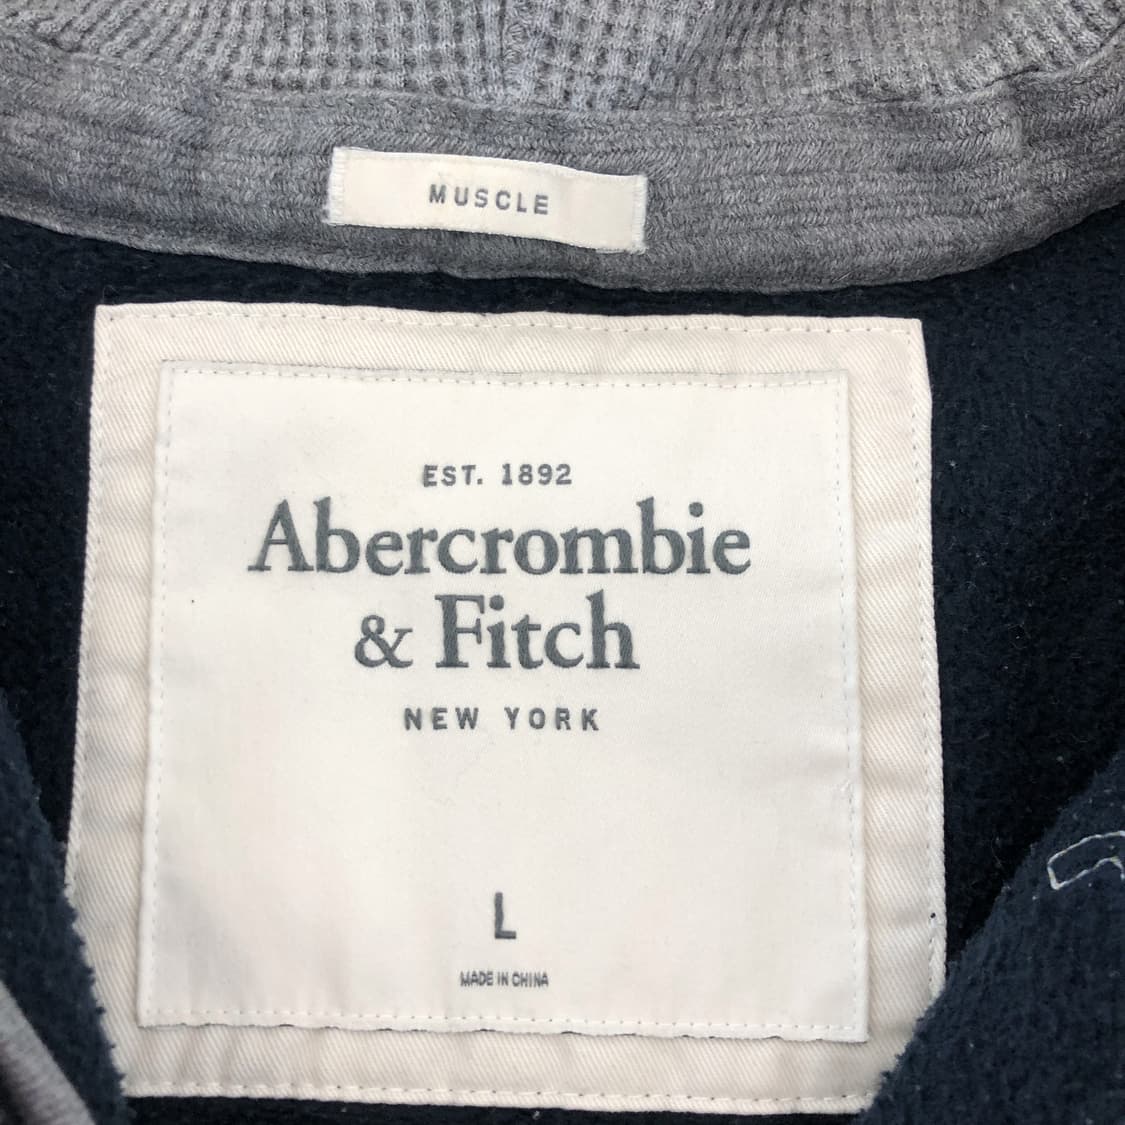 MUSCLE
EST. 1892
Abercrombie
& Fitch
NEW YORK
L
MADE IN CHINA